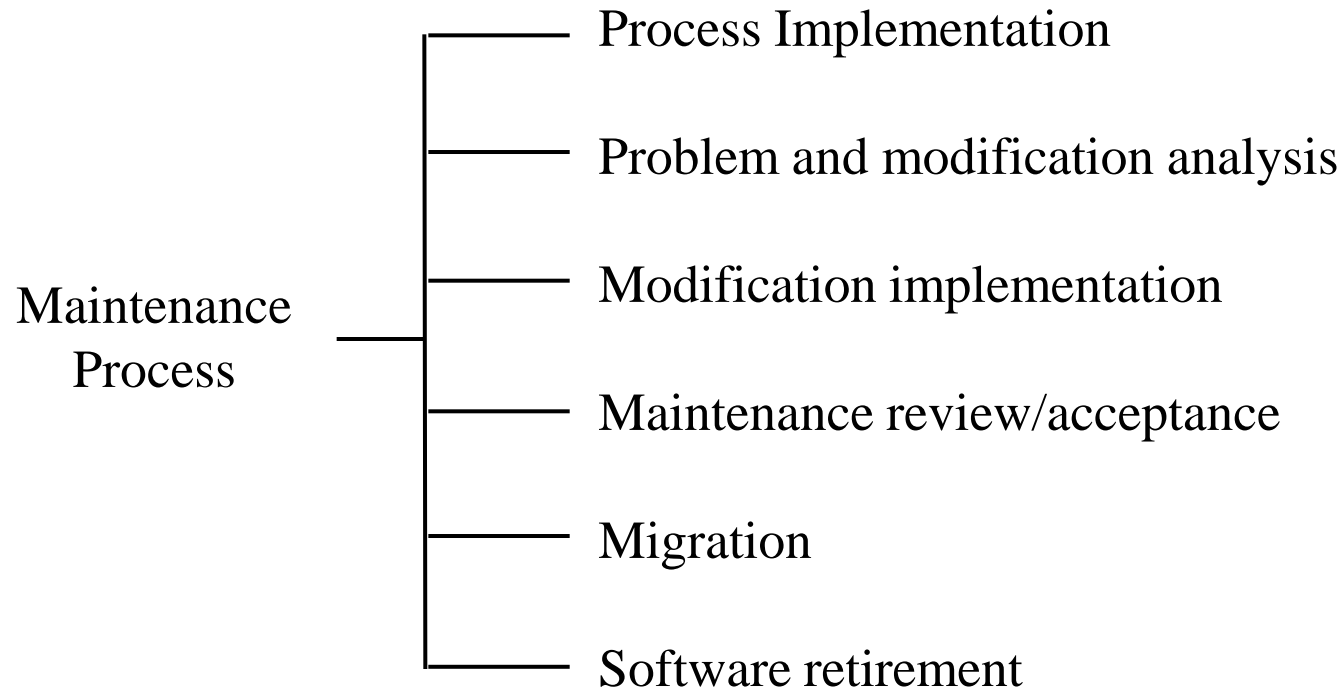 Process Implementation
Problem and modification analysis
Modification implementation
Maintenance
Process
Maintenance review/acceptance
Migration
Software retirement